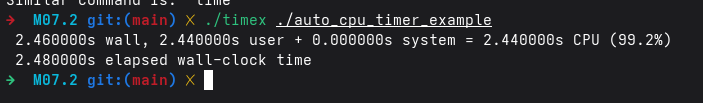 Similar command is: 'time'
→ M07.2 git:(main) ✗ ./timex ./auto_cpu_timer_example
2.460000s wall, 2.440000s user + 0.000000s system = 2.440000s CPU (99.2%)
2.480000s elapsed wall-clock time
→ M07.2 git:(main) ✗